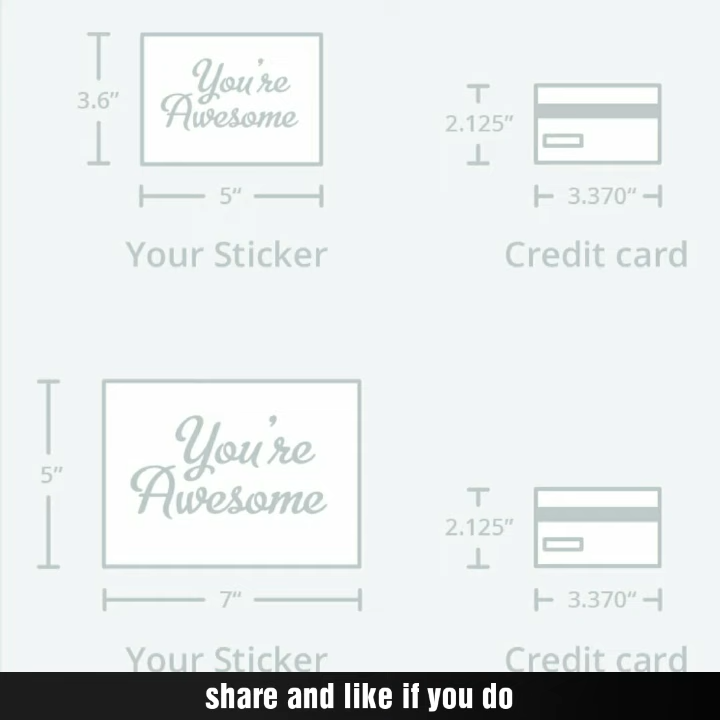 You're
Awesome
3.6"
2.125"
5"
3.370"
Your Sticker
Credit card
You're
Awesome
5"
2.125"
7"
3.370"
Your Sticker
Credit card
share and like if you do